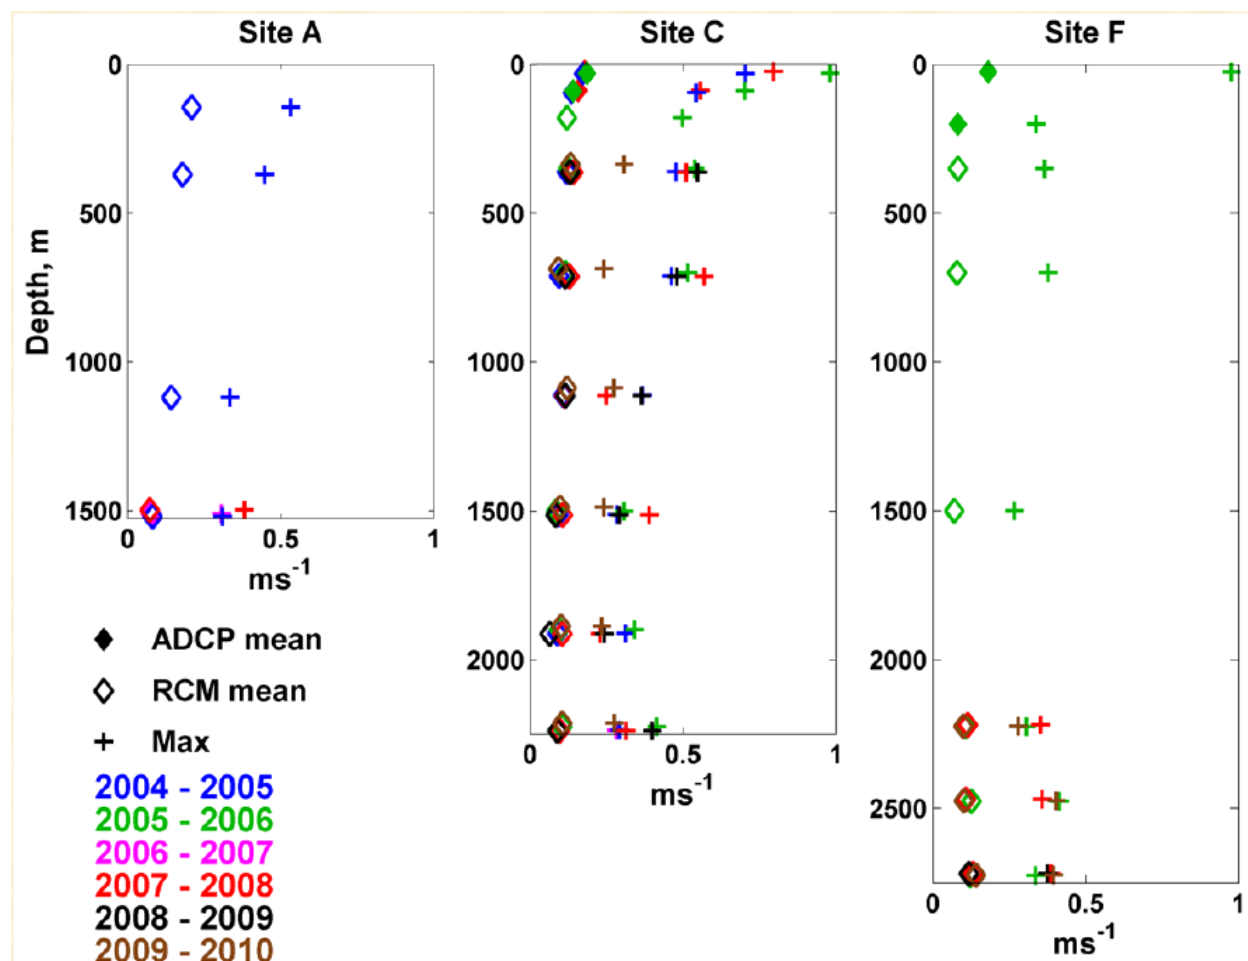 Site A
Site C
Site F
0
500
1000
1500
Depth, m
0
0.5
1
ms-1
0
500
1000
1500
2000
0
0.5
1
ms-1
0
500
1000
1500
2000
2500
0
0.5
1
ms-1
ADCP mean
RCM mean
Max
2004 - 2005
2005 - 2006
2006 - 2007
2007 - 2008
2008 - 2009
2009 - 2010